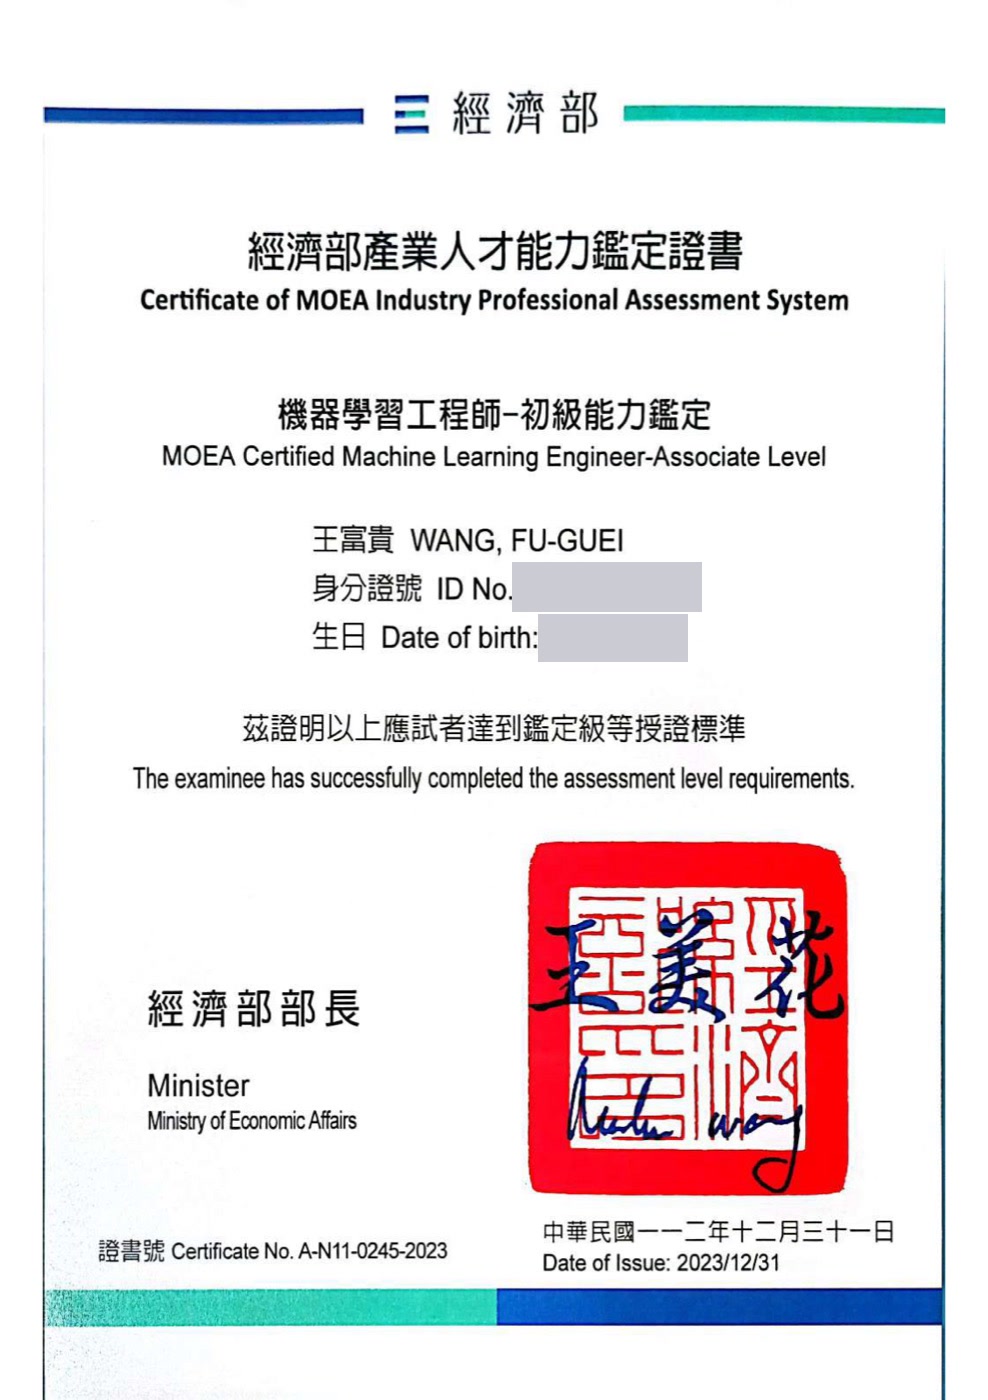 經濟部
經濟部產業人才能力鑑定證書
Certificate of MOEA Industry Professional Assessment System
機器學習工程師-初級能力鑑定
MOEA Certified Machine Learning Engineer-Associate Level
王富貴 WANG, FU-GUEI
身分證號 ID No.
生日 Date of birth:
茲證明以上應試者達到鑑定級等授證標準
The examinee has successfully completed the assessment level requirements.
王美花
經濟部部長
Minister
Ministry of Economic Affairs
wang
中華民國一一二年十二月三十一日
證書號 Certificate No. A-N11-0245-2023
Date of Issue: 2023/12/31